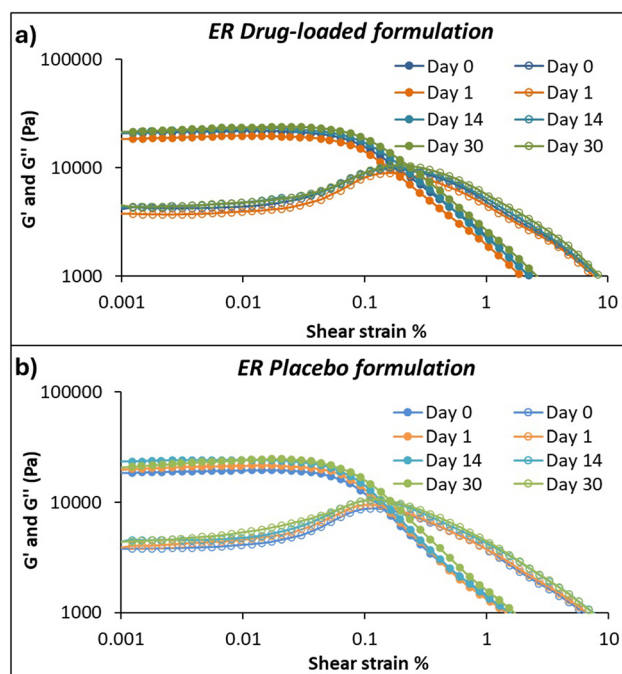 a)
ER Drug-loaded formulation
G' and G'' (Pa)
100000
10000
1000
0.001 0.01 0.1 1 10
Shear strain %
Day 0 Day 0
Day 1 Day 1
Day 14 Day 14
Day 30 Day 30
b)
ER Placebo formulation
G' and G'' (Pa)
100000
10000
1000
0.001 0.01 0.1 1 10
Shear strain %
Day 0 Day 0
Day 1 Day 1
Day 14 Day 14
Day 30 Day 30